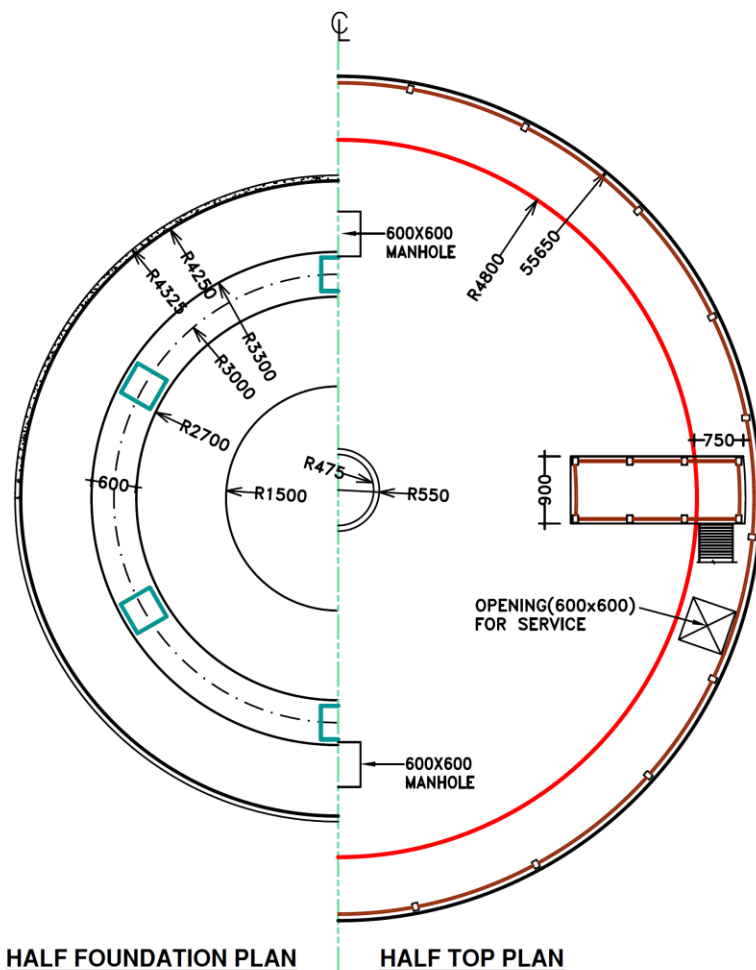 ℄
R4800
55650
600X600
MANHOLE
R4250
R4325
R3300
R3000
R2700
750
R475
600
R1500
R550
900
OPENING(600x600)
FOR SERVICE
600X600
MANHOLE
HALF FOUNDATION PLAN
HALF TOP PLAN